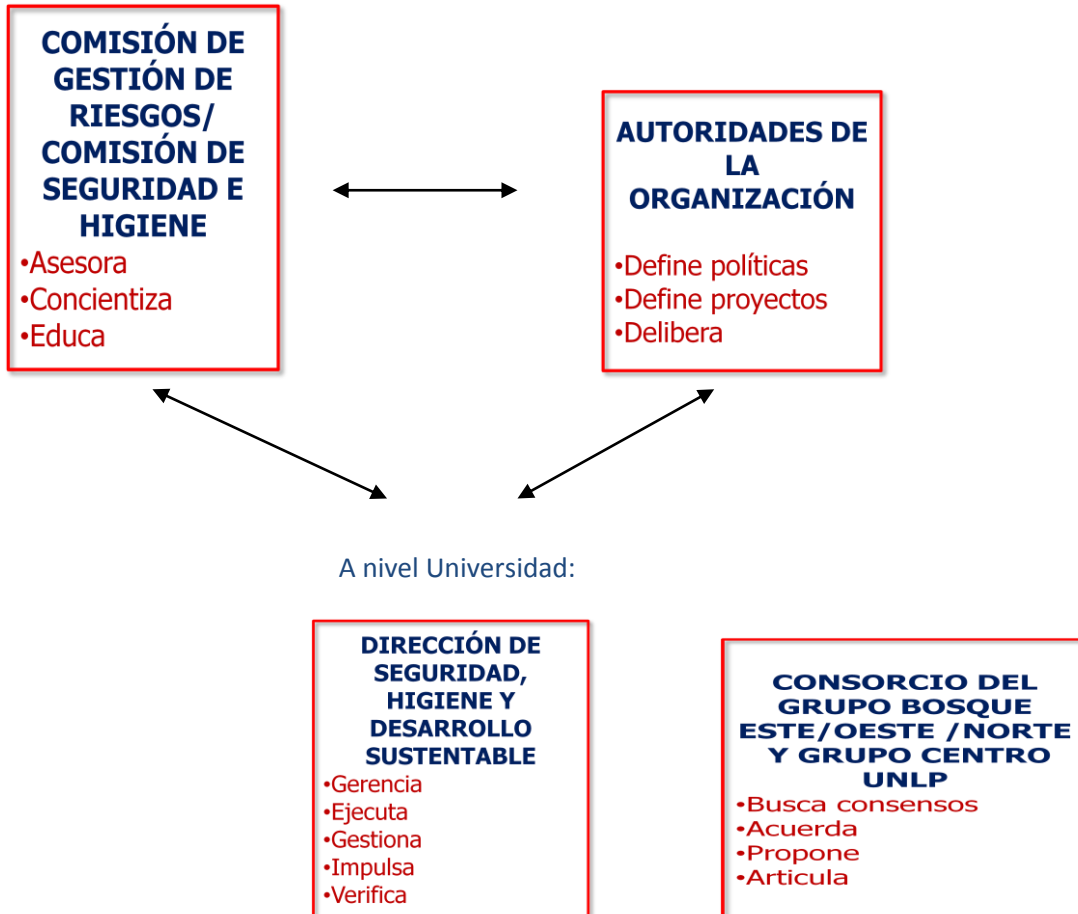 COMISIÓN DE
GESTIÓN DE
RIESGOS/
COMISIÓN DE
SEGURIDAD E
HIGIENE
•Asesora
•Concientiza
•Educa
AUTORIDADES DE
LA
ORGANIZACIÓN
•Define políticas
•Define proyectos
•Delibera
A nivel Universidad:
DIRECCIÓN DE
SEGURIDAD,
HIGIENE Y
DESARROLLO
SUSTENTABLE
•Gerencia
•Ejecuta
•Gestiona
•Impulsa
•Verifica
CONSORCIO DEL
GRUPO BOSQUE
ESTE/OESTE /NORTE
Y GRUPO CENTRO
UNLP
•Busca consensos
•Acuerda
•Propone
•Articula